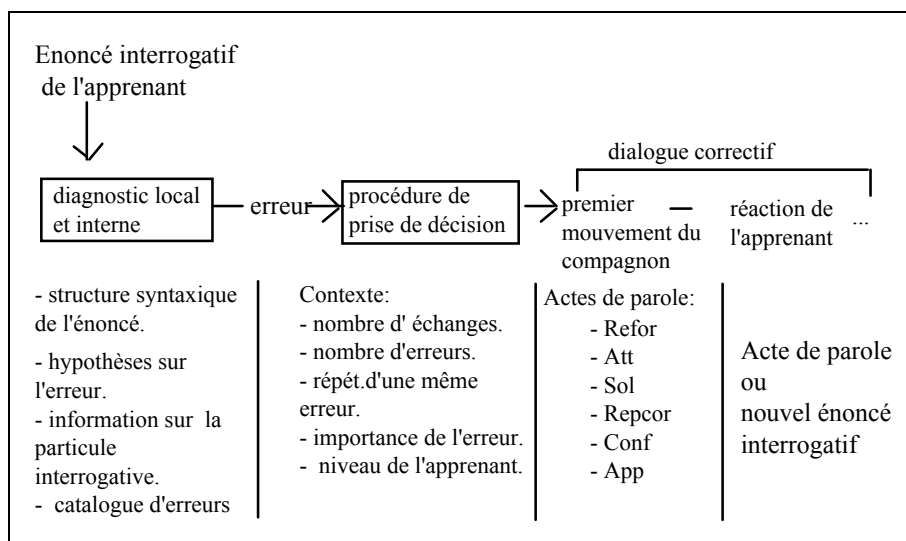 Enoncé interrogatif
de l'apprenant
dialogue correctif
diagnostic local
et interne
erreur
procédure de
prise de décision
premier
mouvement du
compagnon
—
réaction de
l'apprenant
...
- structure syntaxique
de l'énoncé.
- hypothèses sur
l'erreur.
- information sur la
particule
interrogative.
- catalogue d'erreurs
Contexte:
- nombre d' échanges.
- nombre d'erreurs.
- répét.d'une même
erreur.
- importance de l'erreur.
- niveau de l'apprenant.
Actes de parole:
- Refor
- Att
- Sol
- Repcor
- Conf
- App
Acte de parole
ou
nouvel énoncé
interrogatif